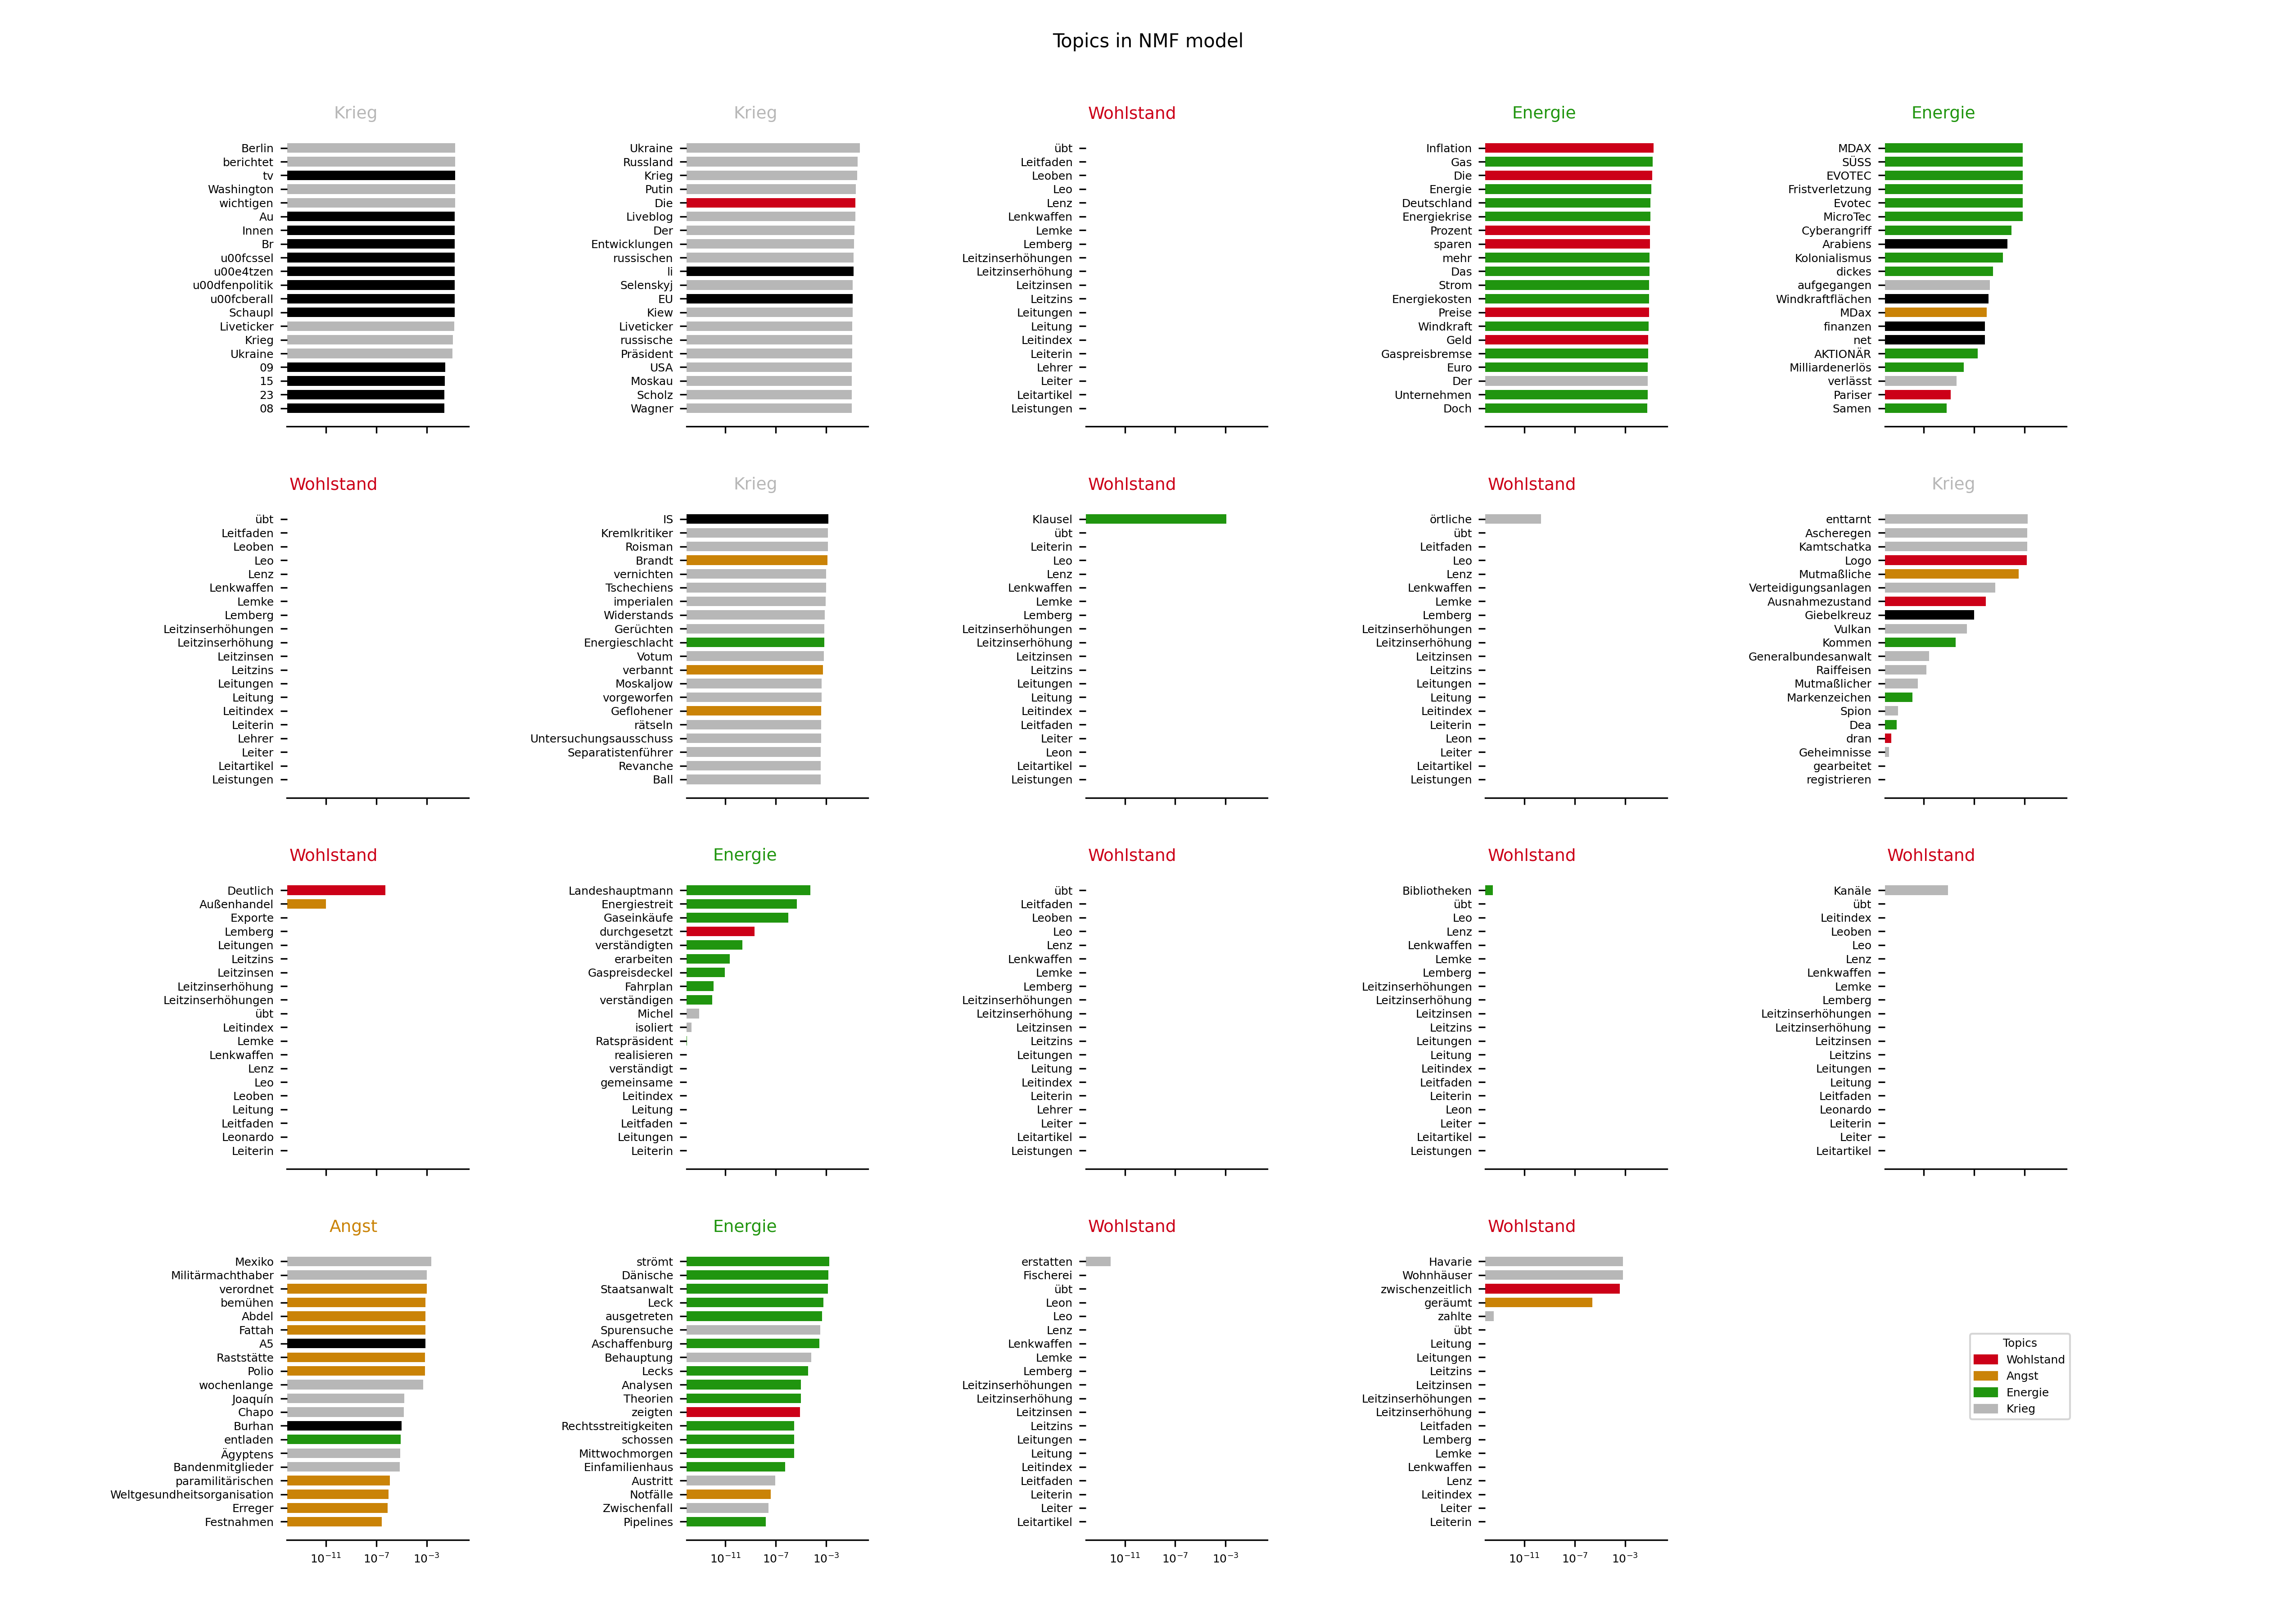 Topics in NMF model
Krieg
Berlin
berichtet
tv
Washington
wichtigen
Au
Innen
Br
u00fcssel
u00e4tzen
u00dfenpolitik
u00fcberall
Schaupl
Liveticker
Krieg
Ukraine
09
15
23
08
Krieg
Ukraine
Russland
Krieg
Putin
Die
Liveblog
Der
Entwicklungen
russischen
li
Selenskyj
EU
Kiew
Liveticker
russische
Präsident
USA
Moskau
Scholz
Wagner
Wohlstand
übt
Leitfaden
Leoben
Leo
Lenz
Lenkwaffen
Lemke
Lemberg
Leitzinserhöhungen
Leitzinserhöhung
Leitzinsen
Leitzins
Leitungen
Leitung
Leitindex
Leiterin
Lehrer
Leiter
Leitartikel
Leistungen
Energie
Inflation
Gas
Die
Energie
Deutschland
Energiekrise
Prozent
sparen
mehr
Das
Strom
Energiekosten
Preise
Windkraft
Geld
Gaspreisbremse
Euro
Der
Unternehmen
Doch
Energie
MDAX
SÜSS
EVOTEC
Fristverletzung
Evotec
MicroTec
Cyberangriff
Arabiens
Kolonialismus
dickes
aufgegangen
Windkraftflächen
MDax
finanzen
net
AKTIONÄR
Milliardenerlös
verlässt
Pariser
Samen
Wohlstand
übt
Leitfaden
Leoben
Leo
Lenz
Lenkwaffen
Lemke
Lemberg
Leitzinserhöhungen
Leitzinserhöhung
Leitzinsen
Leitzins
Leitungen
Leitung
Leitindex
Leiterin
Lehrer
Leiter
Leitartikel
Leistungen
Krieg
IS
Kremlkritiker
Roisman
Brandt
vernichten
Tschechiens
imperialen
Widerstands
Gerüchten
Energieschlacht
Votum
verbannt
Moskaljow
vorgeworfen
Geflohener
rätseln
Untersuchungsausschuss
Separatistenführer
Revanche
Ball
Wohlstand
Klausel
übt
Leiterin
Leo
Lenz
Lenkwaffen
Lemke
Lemberg
Leitzinserhöhungen
Leitzinserhöhung
Leitzinsen
Leitzins
Leitungen
Leitung
Leitindex
Leitfaden
Leiter
Leon
Leitartikel
Leistungen
Wohlstand
örtliche
übt
Leitfaden
Leo
Lenz
Lenkwaffen
Lemke
Lemberg
Leitzinserhöhungen
Leitzinserhöhung
Leitzinsen
Leitzins
Leitungen
Leitung
Leitindex
Leiterin
Leon
Leiter
Leitartikel
Leistungen
Krieg
enttarnt
Ascheregen
Kamtschatka
Logo
Mutmaßliche
Verteidigungsanlagen
Ausnahmezustand
Giebelkreuz
Vulkan
Kommen
Generalbundesanwalt
Raiffeisen
Mutmaßlicher
Markenzeichen
Spion
Dea
dran
Geheimnisse
gearbeitet
registrieren
Wohlstand
Deutlich
Außenhandel
Exporte
Lemberg
Leitungen
Leitzins
Leitzinsen
Leitzinserhöhung
Leitzinserhöhungen
übt
Leitindex
Lemke
Lenkwaffen
Lenz
Leo
Leoben
Leitung
Leitfaden
Leonardo
Leiterin
Energie
Landeshauptmann
Energiestreit
Gaseinkäufe
durchgesetzt
verständigten
erarbeiten
Gaspreisdeckel
Fahrplan
verständigen
Michel
isoliert
Ratspräsident
realisieren
verständigt
gemeinsame
Leitindex
Leitung
Leitfaden
Leitungen
Leiterin
Wohlstand
übt
Leitfaden
Leoben
Leo
Lenz
Lenkwaffen
Lemke
Lemberg
Leitzinserhöhungen
Leitzinserhöhung
Leitzinsen
Leitzins
Leitungen
Leitung
Leitindex
Leiterin
Lehrer
Leiter
Leitartikel
Leistungen
Wohlstand
Bibliotheken
übt
Leo
Lenz
Lenkwaffen
Lemke
Lemberg
Leitzinserhöhungen
Leitzinserhöhung
Leitzinsen
Leitzins
Leitungen
Leitung
Leitindex
Leitfaden
Leiterin
Leon
Leiter
Leitartikel
Leistungen
Wohlstand
Kanäle
übt
Leitindex
Leoben
Leo
Lenz
Lenkwaffen
Lemke
Lemberg
Leitzinserhöhungen
Leitzinserhöhung
Leitzinsen
Leitzins
Leitungen
Leitung
Leitfaden
Leonardo
Leiterin
Leiter
Leitartikel
Angst
Mexiko
Militärmachthaber
verordnet
bemühen
Abdel
Fattah
A5
Raststätte
Polio
wochenlange
Joaquín
Chapo
Burhan
entladen
Ägyptens
Bandenmitglieder
paramilitärischen
Weltgesundheitsorganisation
Erreger
Festnahmen
10⁻¹¹ 10⁻⁷ 10⁻³
Energie
strömt
Dänische
Staatsanwalt
Leck
ausgetreten
Spurensuche
Aschaffenburg
Behauptung
Lecks
Analysen
Theorien
zeigten
Rechtsstreitigkeiten
schossen
Mittwochmorgen
Einfamilienhaus
Austritt
Notfälle
Zwischenfall
Pipelines
10⁻¹¹ 10⁻⁷ 10⁻³
Wohlstand
erstatten
Fischerei
übt
Leon
Leo
Lenz
Lenkwaffen
Lemke
Lemberg
Leitzinserhöhungen
Leitzinserhöhung
Leitzinsen
Leitzins
Leitungen
Leitung
Leitindex
Leitfaden
Leiterin
Leiter
Leitartikel
10⁻¹¹ 10⁻⁷ 10⁻³
Wohlstand
Havarie
Wohnhäuser
zwischenzeitlich
geräumt
zahlte
übt
Leitung
Leitungen
Leitzins
Leitzinsen
Leitzinserhöhungen
Leitzinserhöhung
Leitfaden
Lemberg
Lemke
Lenkwaffen
Lenz
Leitindex
Leiter
Leiterin
10⁻¹¹ 10⁻⁷ 10⁻³
Topics
Wohlstand
Angst
Energie
Krieg